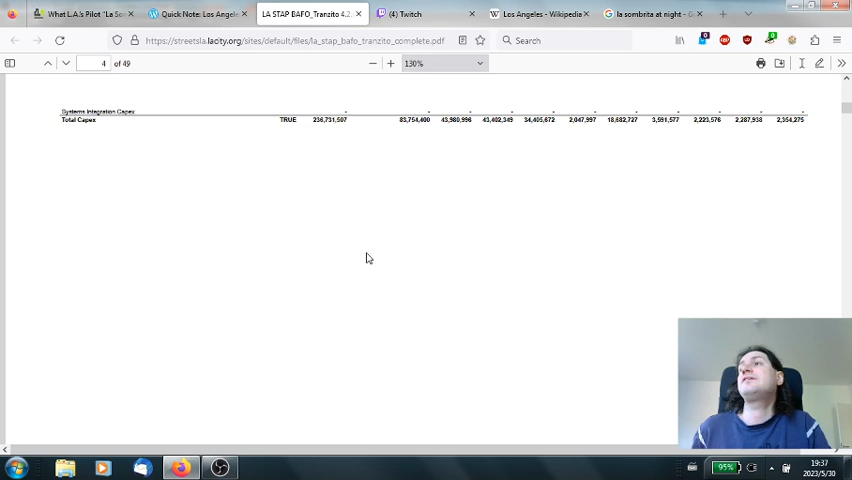 What L.A.'s Pilot "La So
Quick Note: Los Angele
LA STAP BAFO_Tranzito 4.2.
(4) Twitch
Los Angeles - Wikipedia
la sombrita at night - G
https://streetsla.lacity.org/sites/default/files/la_stap_bafo_tranzito_complete.pdf
Search
0
0
4 of 49
130%
Systems Integration Capex - - - - - - - - - - -
Total Capex TRUE 236,731,507 83,754,400 43,980,996 43,402,349 34,405,672 2,047,997 18,682,727 3,591,577 2,223,576 2,287,938 2,354,275
95%
19:37
2023/5/30